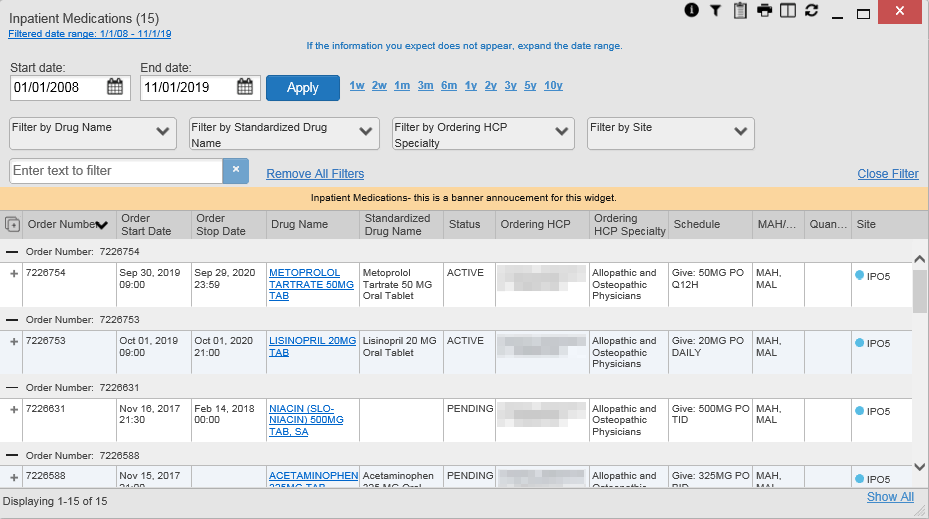 Inpatient Medications (15)
Filtered date range: 1/1/08 - 11/1/19
If the information you expect does not appear, expand the date range.
Start date: End date:
01/01/2008 11/01/2019 Apply 1w 2w 1m 3m 6m 1y 2y 3y 5y 10y
Filter by Drug Name Filter by Standardized Drug Name Filter by Ordering HCP Specialty Filter by Site
Enter text to filter × Remove All Filters Close Filter
Inpatient Medications- this is a banner annoucement for this widget.
Order Number Order Start Date Order Stop Date Drug Name Standardized Drug Name Status Ordering HCP Ordering HCP Specialty Schedule MAH/... Quan... Site
Order Number: 7226754
7226754 Sep 30, 2019 Sep 29, 2020 METOPROLOL Metoprolol ACTIVE Allopathic and Give: 50MG PO MAH, IPO5
09:00 23:59 TARTRATE 50MG Tartrate 50 MG Osteopathic Q12H MAL
TAB Oral Tablet Physicians
Order Number: 7226753
7226753 Oct 01, 2019 Oct 01, 2020 LISINOPRIL 20MG Lisinopril 20 MG ACTIVE Allopathic and Give: 20MG PO MAH, IPO5
09:00 21:00 TAB Oral Tablet Osteopathic DAILY MAL
Physicians
Order Number: 7226631
7226631 Nov 16, 2017 Feb 14, 2018 NIACIN (SLO- PENDING Allopathic and Give: 500MG PO MAH, IPO5
21:30 00:00 NIACIN) 500MG Osteopathic TID MAL
TAB, SA Physicians
Order Number: 7226588
7226588 Nov 15, 2017 ACETAMINOPHEN Acetaminophen PENDING Allopathic and Give: 325MG PO MAH, IPO5
21:00 325MG TAB 325 MG Oral Osteopathic BID MAL
Displaying 1-15 of 15 Show All